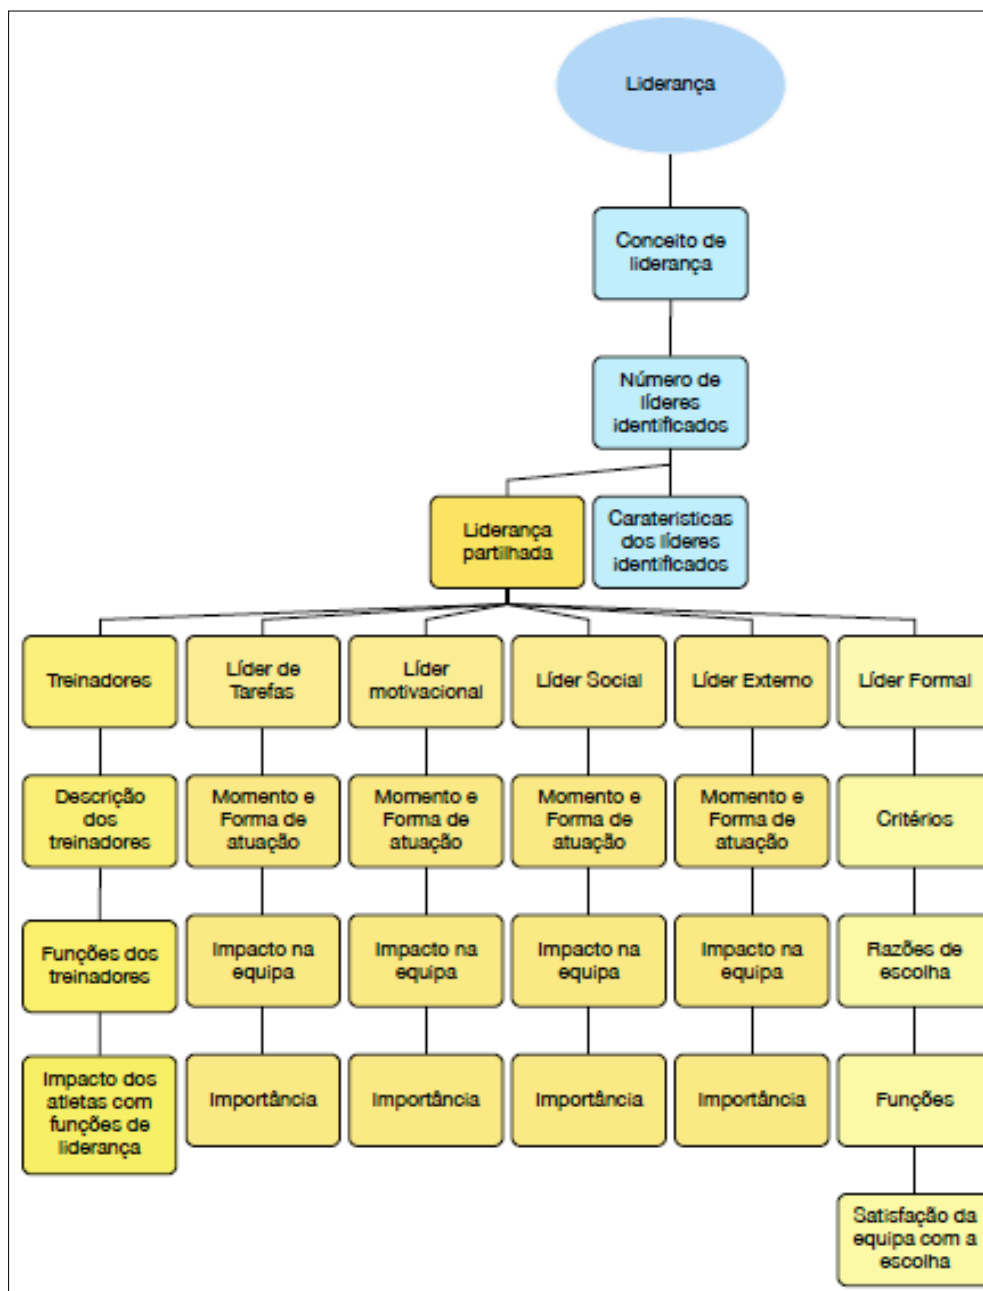 Liderança
Conceito de
liderança
Número de
líderes
identificados
Liderança
partilhada
Caraterísticas
dos líderes
identificados
Treinadores
Líder de
Tarefas
Líder
motivacional
Líder Social
Líder Externo
Líder Formal
Descrição
dos
treinadores
Momento e
Forma de
atuação
Momento e
Forma de
atuação
Momento e
Forma de
atuação
Momento e
Forma de
atuação
Critérios
Funções dos
treinadores
Impacto na
equipa
Impacto na
equipa
Impacto na
equipa
Impacto na
equipa
Razões de
escolha
Impacto dos
atletas com
funções de
liderança
Importância
Importância
Importância
Importância
Funções
Satisfação da
equipa com a
escolha